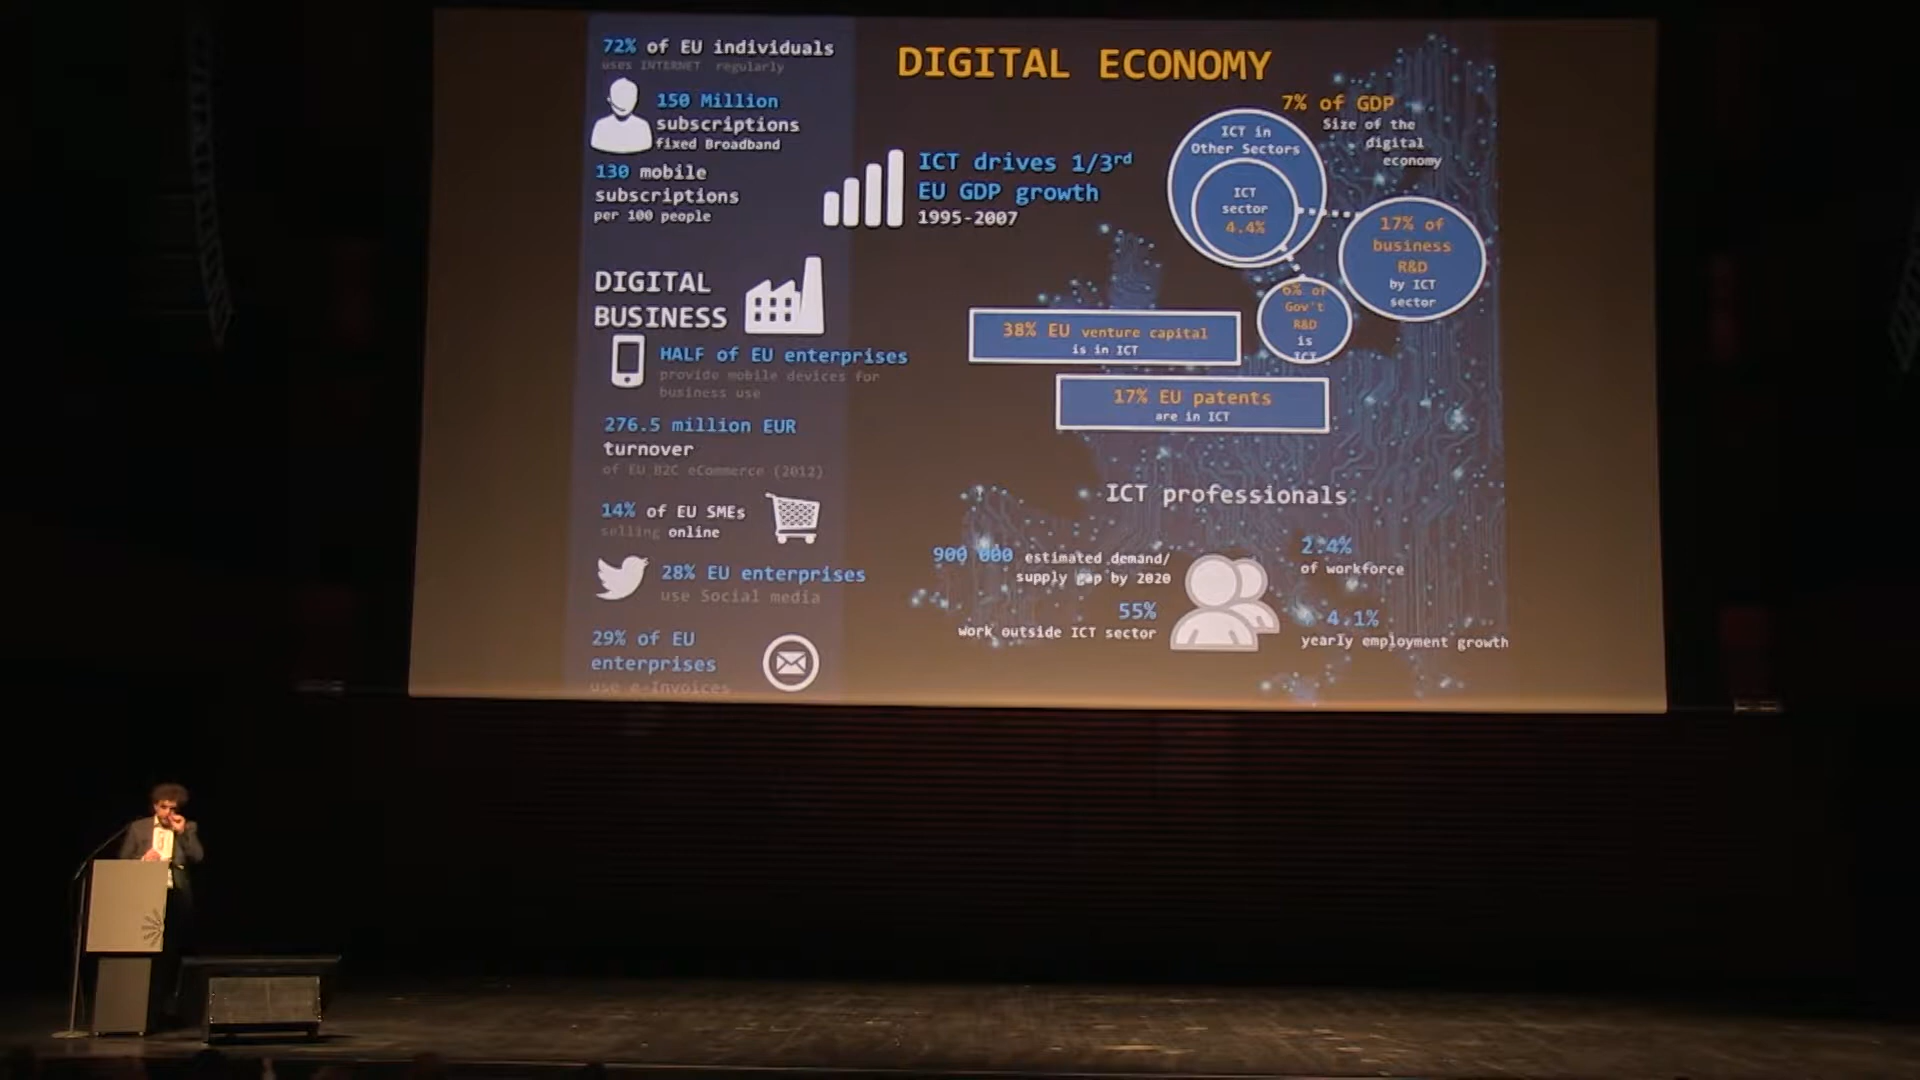 72% of EU individuals
uses INTERNET regularly
150 Million
subscriptions
fixed Broadband
130 mobile
subscriptions
per 100 people
DIGITAL
BUSINESS
HALF of EU enterprises
provide mobile devices for
business use
276.5 million EUR
turnover
of EU B2C eCommerce (2012)
14% of EU SMEs
selling online
28% EU enterprises
use Social media
29% of EU
enterprises
use e-Invoices
DIGITAL ECONOMY
ICT drives 1/3rd
EU GDP growth
1995-2007
7% of GDP
Size of the
digital
economy
ICT in
Other Sectors
ICT
sector
4.4%
17% of
business
R&D
by ICT
sector
6% of
Gov't
R&D
is
ICT
38% EU venture capital
is in ICT
17% EU patents
are in ICT
ICT professionals
900 000 estimated demand/
supply gap by 2020
55%
work outside ICT sector
2.4%
of workforce
4.1%
yearly employment growth